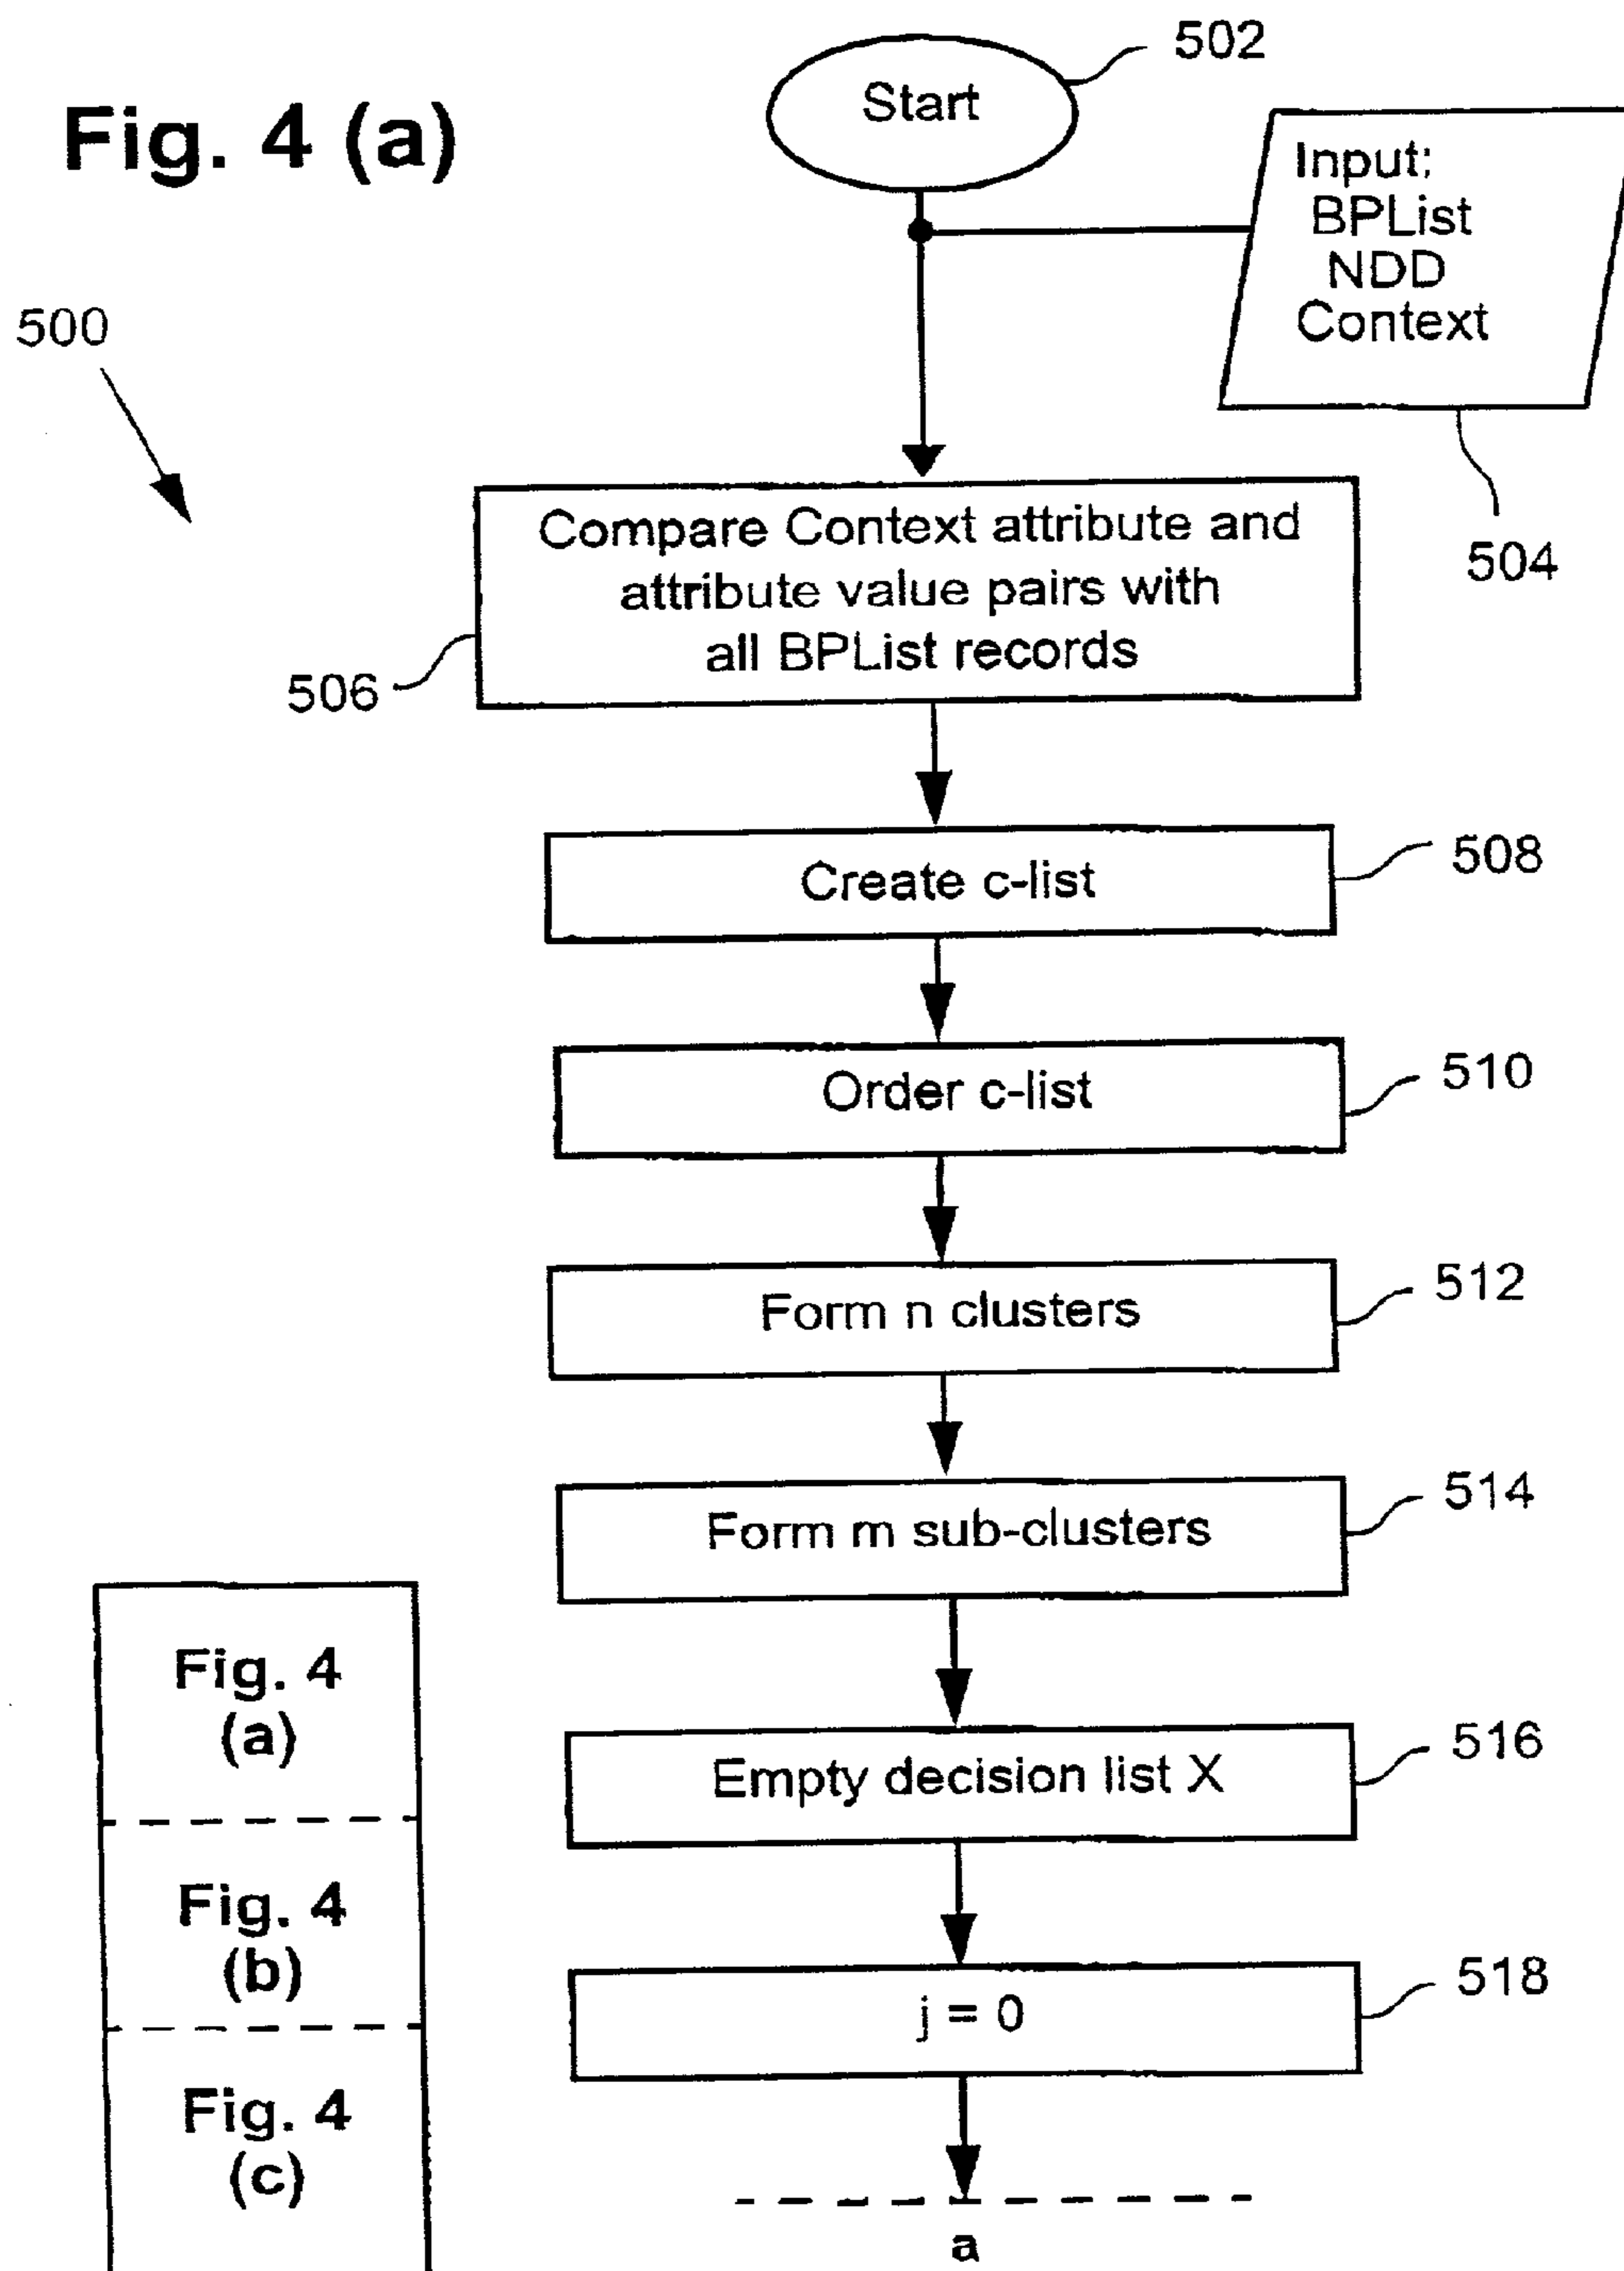 Fig. 4 (a)
Start
502
Input:
BPList
NDD
Context
504
500
Compare Context attribute and
attribute value pairs with
all BPList records
506
Create c-list
508
Order c-list
510
Form n clusters
512
Form m sub-clusters
514
Empty decision list X
516
j = 0
518
a
Fig. 4
(a)
Fig. 4
(b)
Fig. 4
(c)